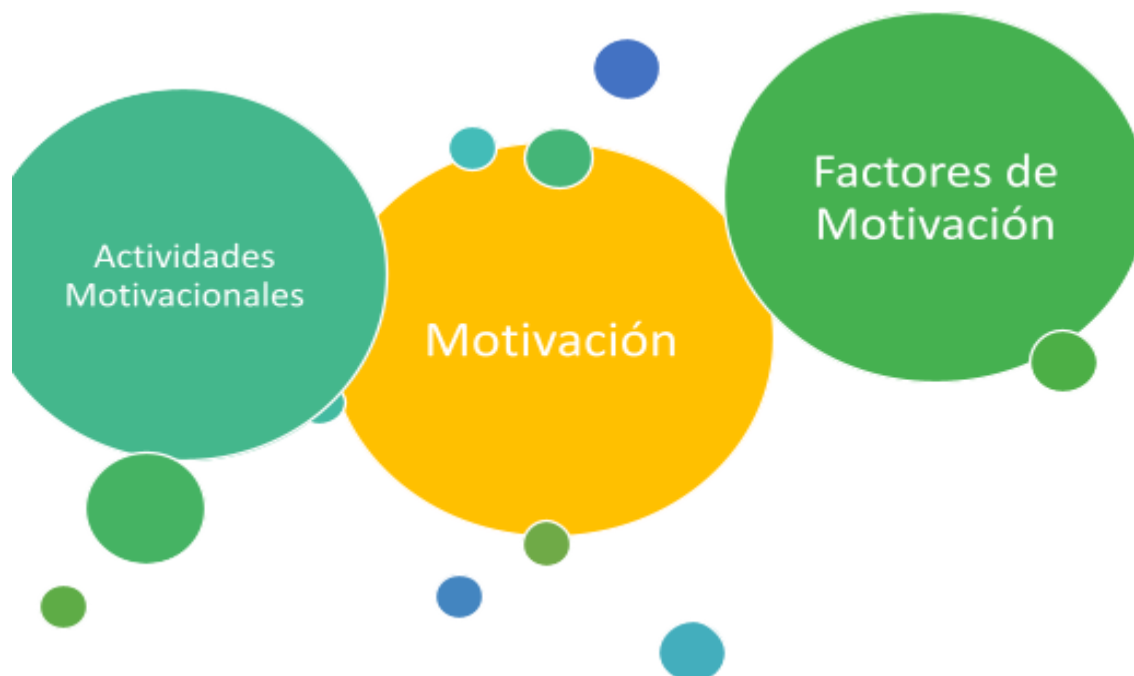 Actividades
Motivacionales
Motivación
Factores de
Motivación